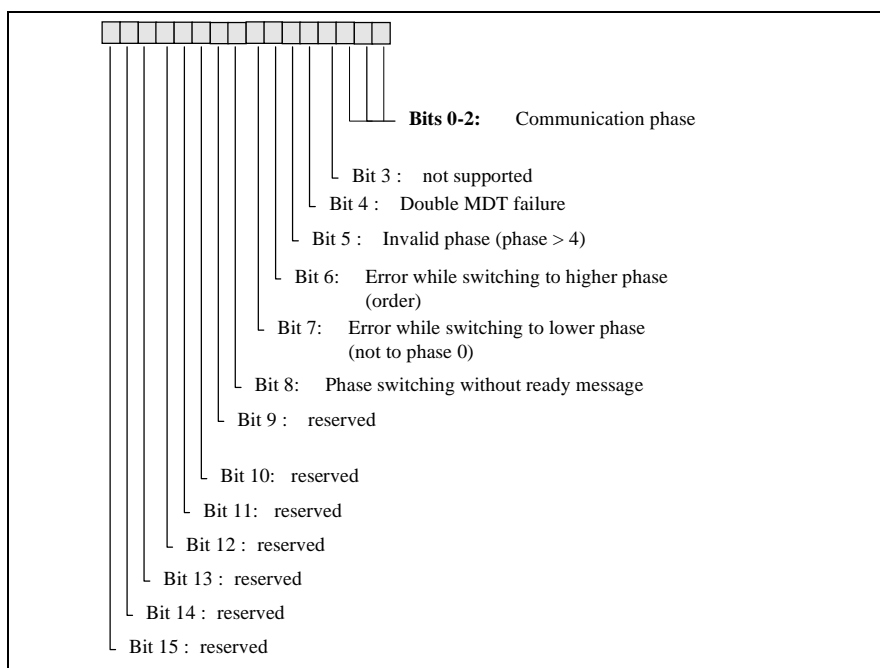 Bits 0-2: Communication phase
Bit 3 : not supported
Bit 4 : Double MDT failure
Bit 5 : Invalid phase (phase > 4)
Bit 6: Error while switching to higher phase
(order)
Bit 7: Error while switching to lower phase
(not to phase 0)
Bit 8: Phase switching without ready message
Bit 9 : reserved
Bit 10: reserved
Bit 11: reserved
Bit 12 : reserved
Bit 13 : reserved
Bit 14 : reserved
Bit 15 : reserved